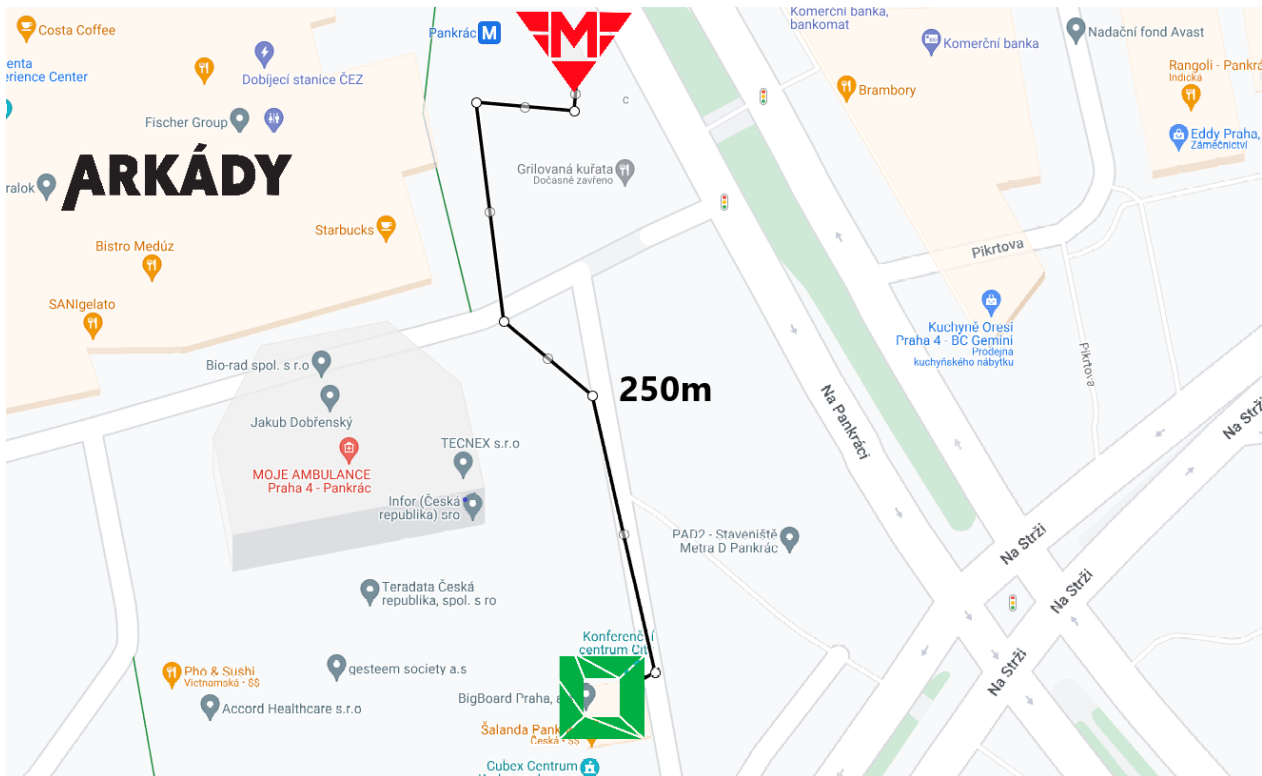 Costa Coffee
erience Center
Dobíjecí stanice ČEZ
Fischer Group
ARKÁDY
Starbucks
Bistro Medúz
SANIgelato
Pankrác M
M
C
Grilovaná kuřata
Dočasně zavřeno
Komerční banka,
bankomat
Komerční banka
Nadační fond Avast
Brambory
Rangoli - Pankrá
Indická
Eddy Praha,
Zámečnictví
Pikrtova
Kuchyně Oresi
Praha 4 - BC Gemini
Prodejna
kuchyňského nábytku
Pikrtova
Na Pankráci
Na Strži
Na Strži
Na Strži
Na Strži
250m
Bio-rad spol. s r.o
Jakub Dobřenský
MOJE AMBULANCE
Praha 4 - Pankrác
TECNEX s.r.o
Infor (Česká
republika) sro
PAD2 - Staveniště
Metra D Pankrác
Teradata Česká
republika, spol. s ro
Konferenční
centrum Cit
Pho & Sushi
Vietnamská • $$
gesteem society a.s
Accord Healthcare s.r.o
BigBoard Praha, a
Šalanda Pank
Česká • $$
Cubex Centrum